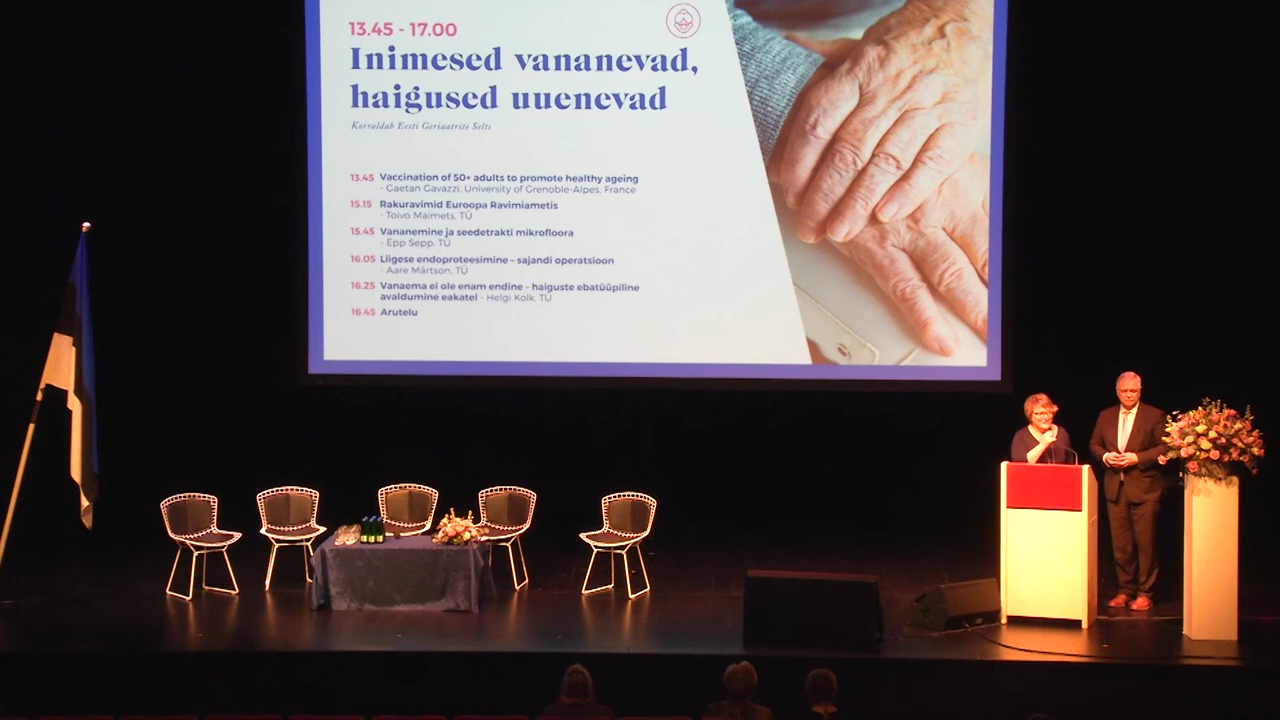 13.45 - 17.00
Inimesed vananevad,
haigused uuenevad
Korraldab Eesti Geriaatrite Selts
13.45 Vaccination of 50+ adults to promote healthy ageing
- Gaetan Gavazzi, University of Grenoble-Alpes, France
15.15 Rakuravimid Euroopa Ravimiametis
- Toivo Maimets, TÜ
15.45 Vananemine ja seedetrakti mikrofloora
- Epp Sepp, TÜ
16.05 Liigese endoproteesimine - sajandi operatsioon
- Aare Märtson, TÜ
16.25 Vanaema ei ole enam endine - haiguste ebatüüpiline
avaldumine eakatel - Helgi Kolk, TÜ
16.45 Arutelu